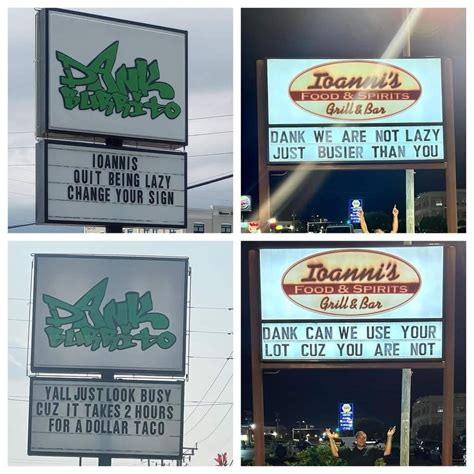 DANK
BURRITO
IOANNIS
QUIT BEING LAZY
CHANGE YOUR SIGN
Ioanni's
FOOD & SPIRITS
Grill & Bar
DANK WE ARE NOT LAZY
JUST BUSIER THAN YOU
DANK
BURRITO
YALL JUST LOOK BUSY
CUZ IT TAKES 2 HOURS
FOR A DOLLAR TACO
Ioanni's
FOOD & SPIRITS
Grill & Bar
DANK CAN WE USE YOUR
LOT CUZ YOU ARE NOT